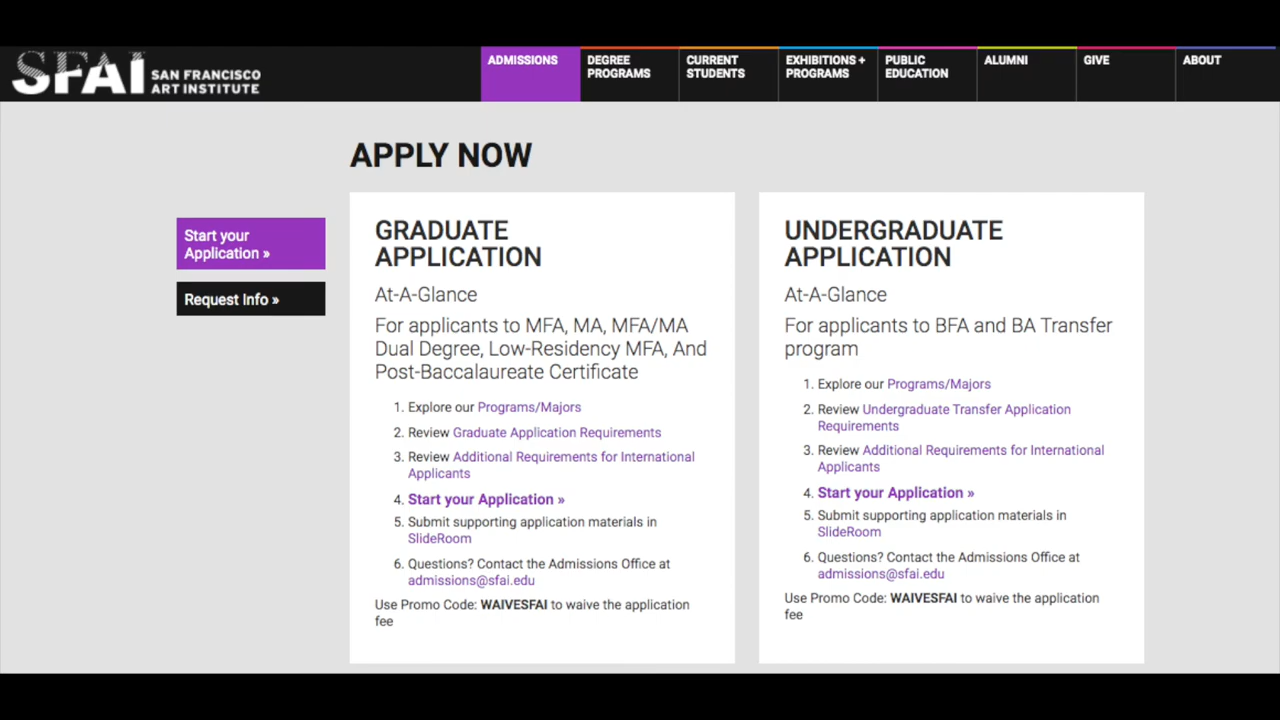 SFAI SAN FRANCISCO
ART INSTITUTE
ADMISSIONS
DEGREE
PROGRAMS
CURRENT
STUDENTS
EXHIBITIONS +
PROGRAMS
PUBLIC
EDUCATION
ALUMNI
GIVE
ABOUT
APPLY NOW
Start your
Application »
Request Info »
GRADUATE
APPLICATION
At-A-Glance
For applicants to MFA, MA, MFA/MA
Dual Degree, Low-Residency MFA, And
Post-Baccalaureate Certificate
1. Explore our Programs/Majors
2. Review Graduate Application Requirements
3. Review Additional Requirements for International
Applicants
4. Start your Application »
5. Submit supporting application materials in
SlideRoom
6. Questions? Contact the Admissions Office at
admissions@sfai.edu
Use Promo Code: WAIVESFAI to waive the application
fee
UNDERGRADUATE
APPLICATION
At-A-Glance
For applicants to BFA and BA Transfer
program
1. Explore our Programs/Majors
2. Review Undergraduate Transfer Application
Requirements
3. Review Additional Requirements for International
Applicants
4. Start your Application »
5. Submit supporting application materials in
SlideRoom
6. Questions? Contact the Admissions Office at
admissions@sfai.edu
Use Promo Code: WAIVESFAI to waive the application
fee